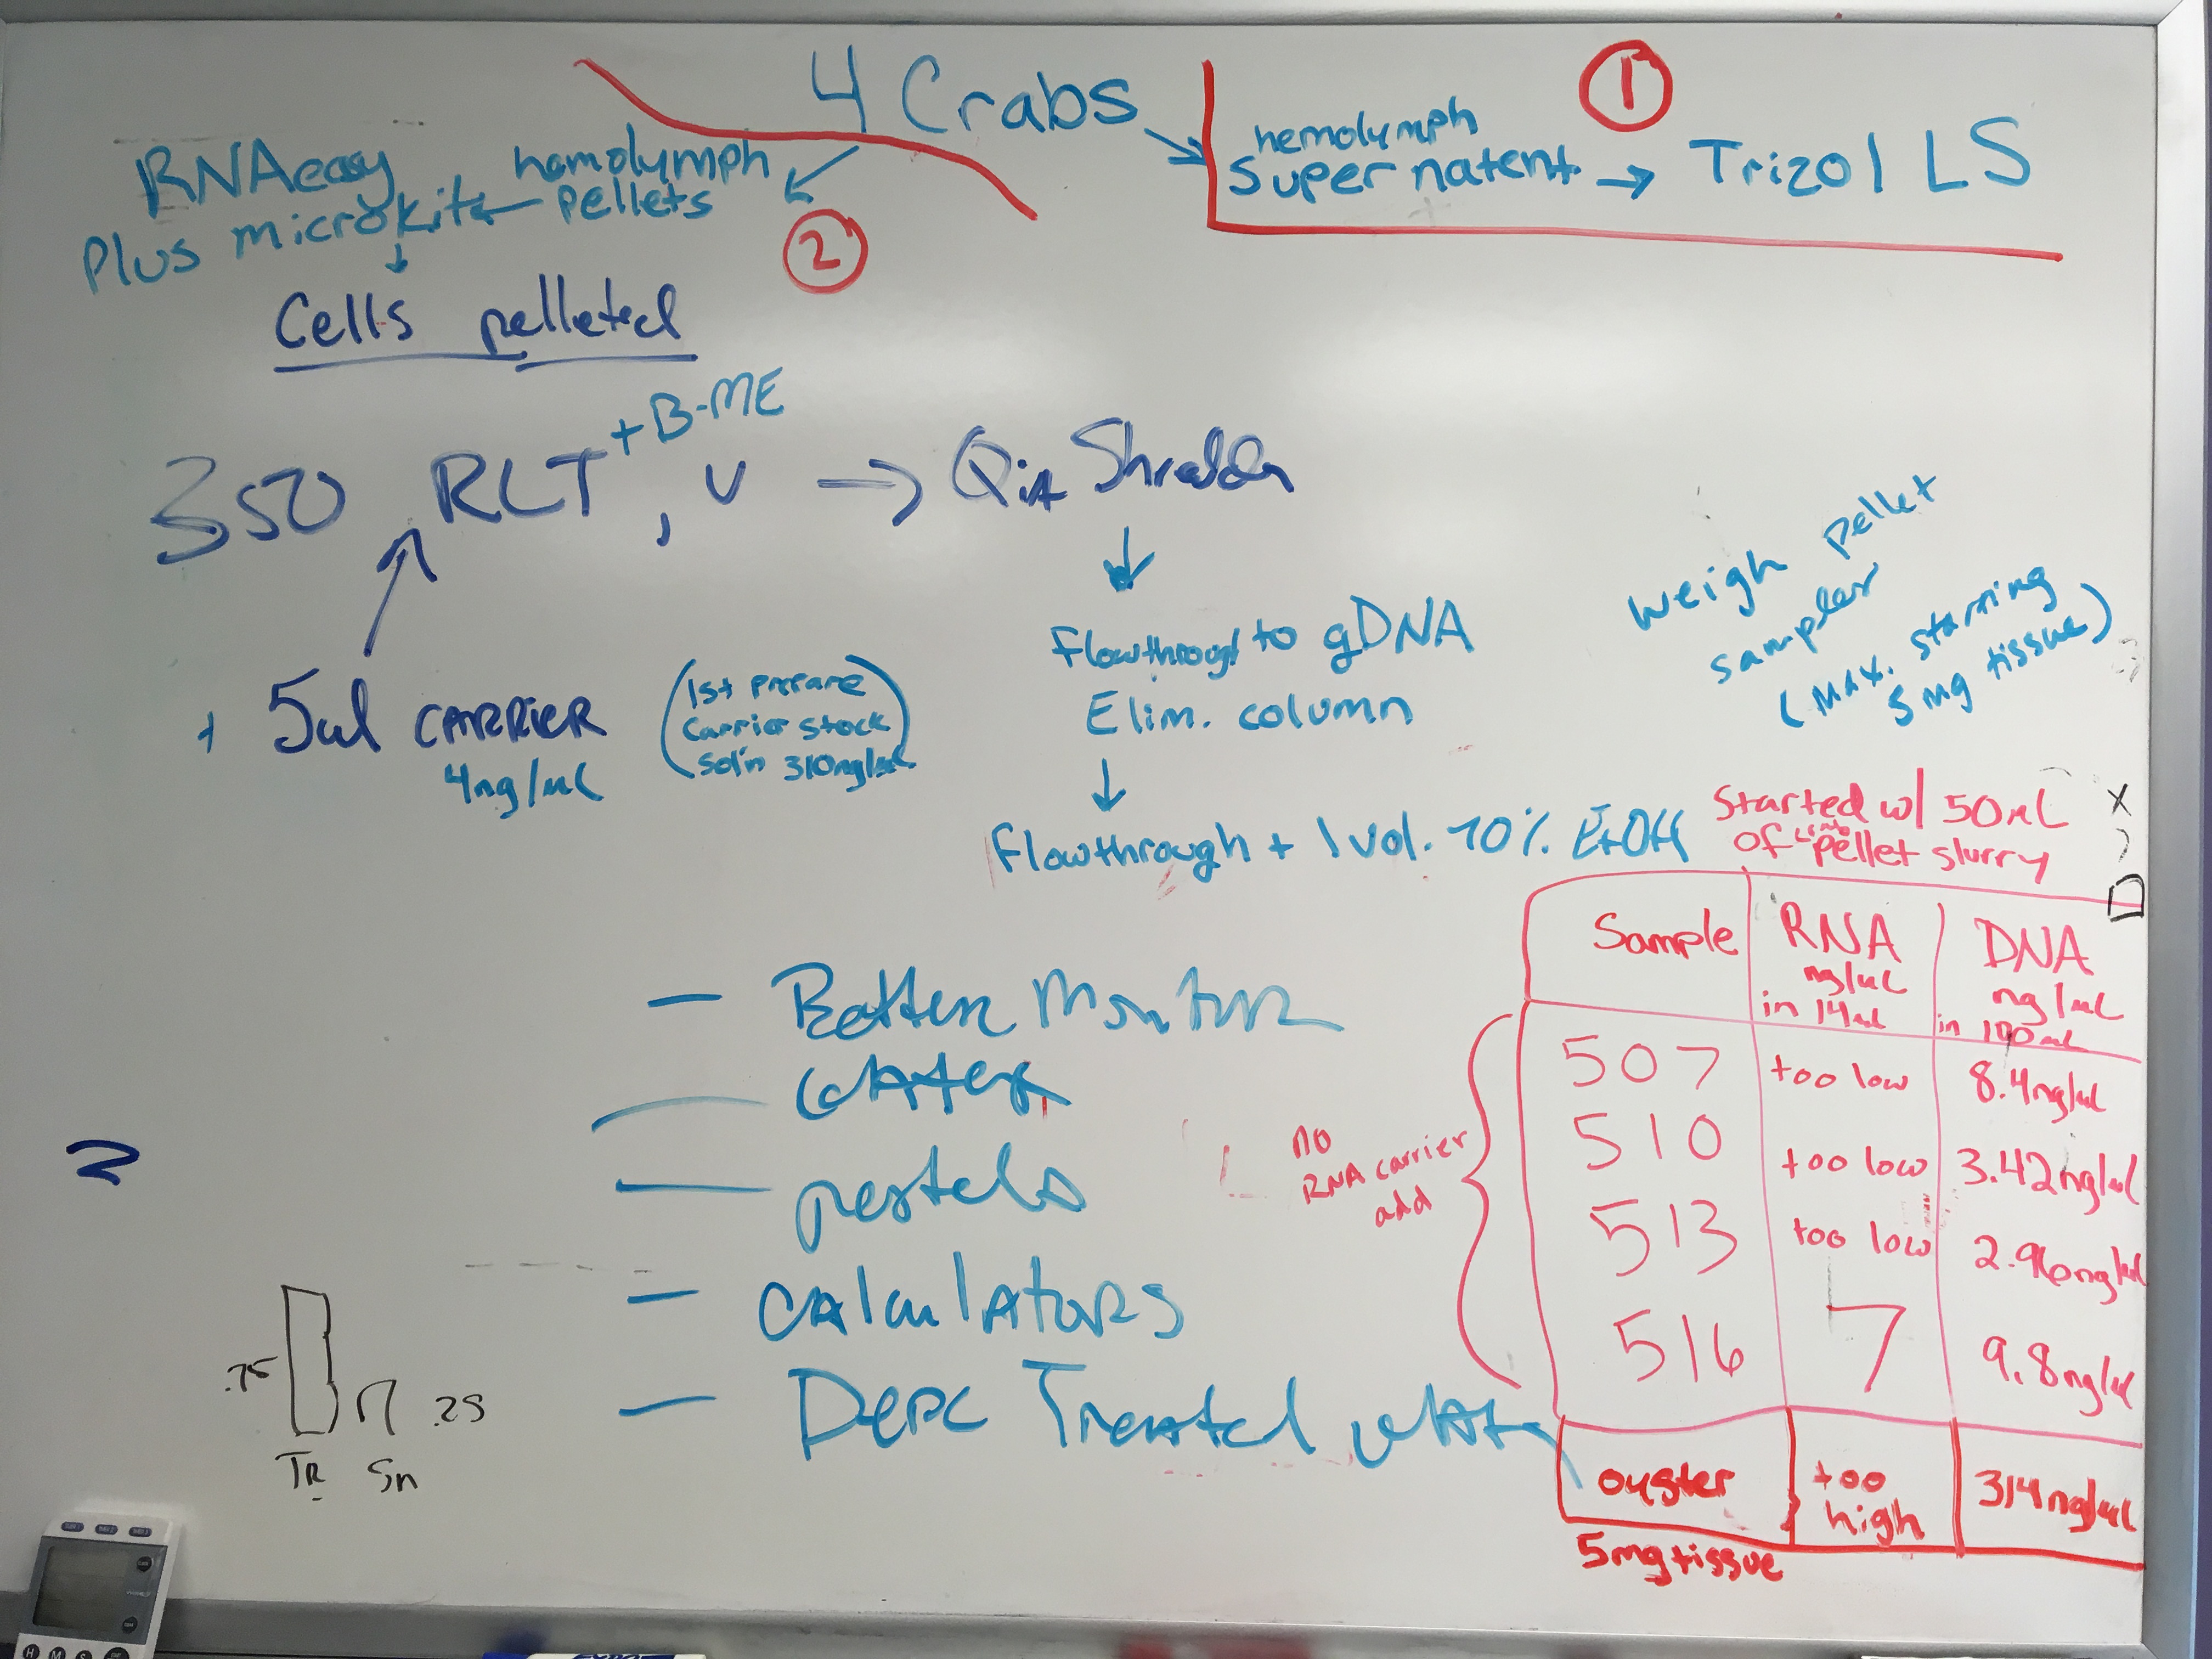 4 Crabs
①
hemolymph
Supernatent → Trizol LS
RNAeasy
Plus microkit
hemolymph
pellets
②
Cells pelleted
350 RLT + B-ME, v → QiA Shredder
+ 5ul CARRIER
4ng/uL
(1st prepare
carrier stock
sol'n 310ng/uL)
Flowthrough to gDNA
Elim. column
Flowthrough + 1 vol. 70% EtOH
weigh pellet
samples
(max. starting
5mg tissue)
Started w/ 50uL
of pellet slurry
Sample
RNA
ng/uL
in 14ul
DNA
ng/uL
in 100uL
507 too low 8.4ng/ul
510 too low 3.42ng/ul
513 too low 2.96ng/ul
516 7 9.8ng/ul
oyster too high 314ng/uL
5mg tissue
no
RNA carrier
add
— pestels
— CALCULATORS
— Depc Treated water
2
.75
.25
TR Sn